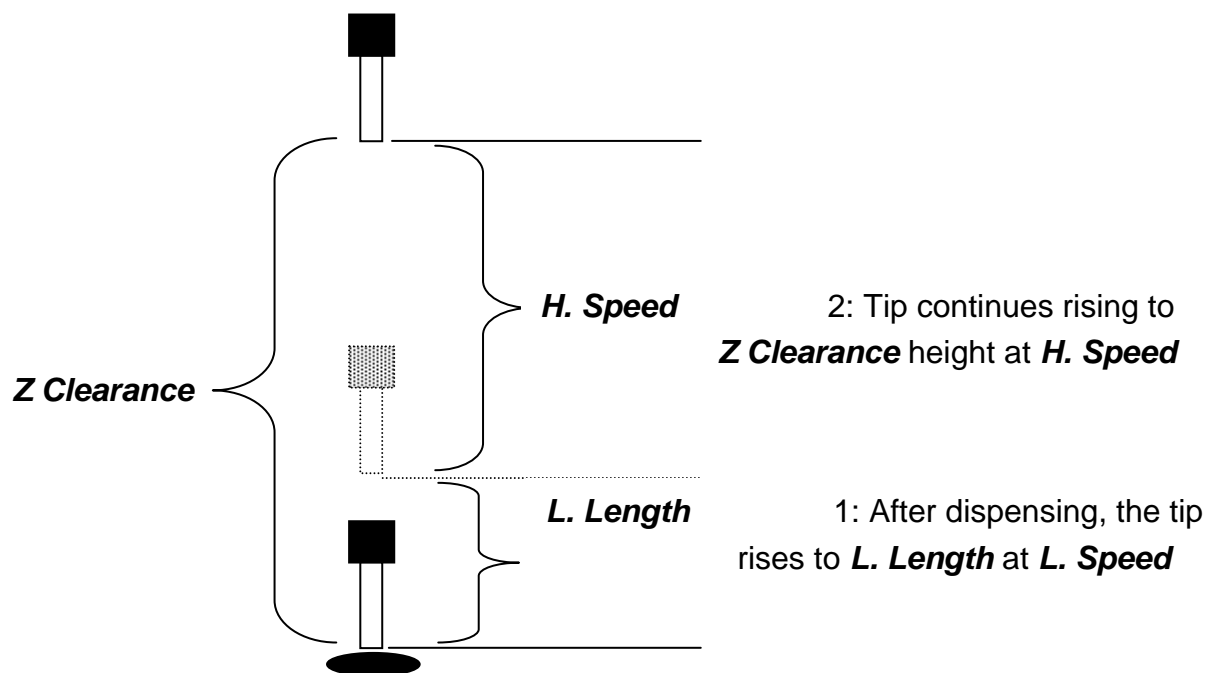 H. Speed
2: Tip continues rising to
Z Clearance height at H. Speed
Z Clearance
L. Length
1: After dispensing, the tip
rises to L. Length at L. Speed